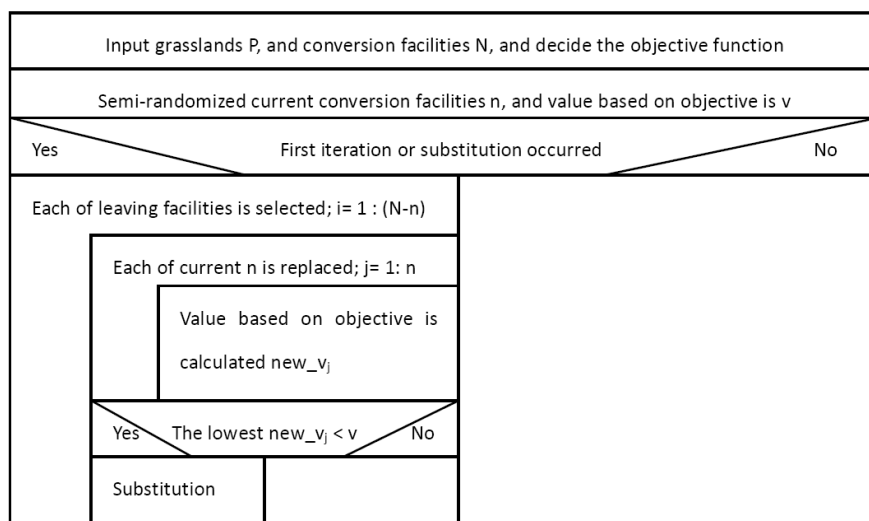 Input grasslands P, and conversion facilities N, and decide the objective function
Semi-randomized current conversion facilities n, and value based on objective is v
Yes First iteration or substitution occurred No
Each of leaving facilities is selected; i= 1 : (N-n)
Each of current n is replaced; j= 1: n
Value based on objective is
calculated new_vj
Yes The lowest new_vj < v No
Substitution